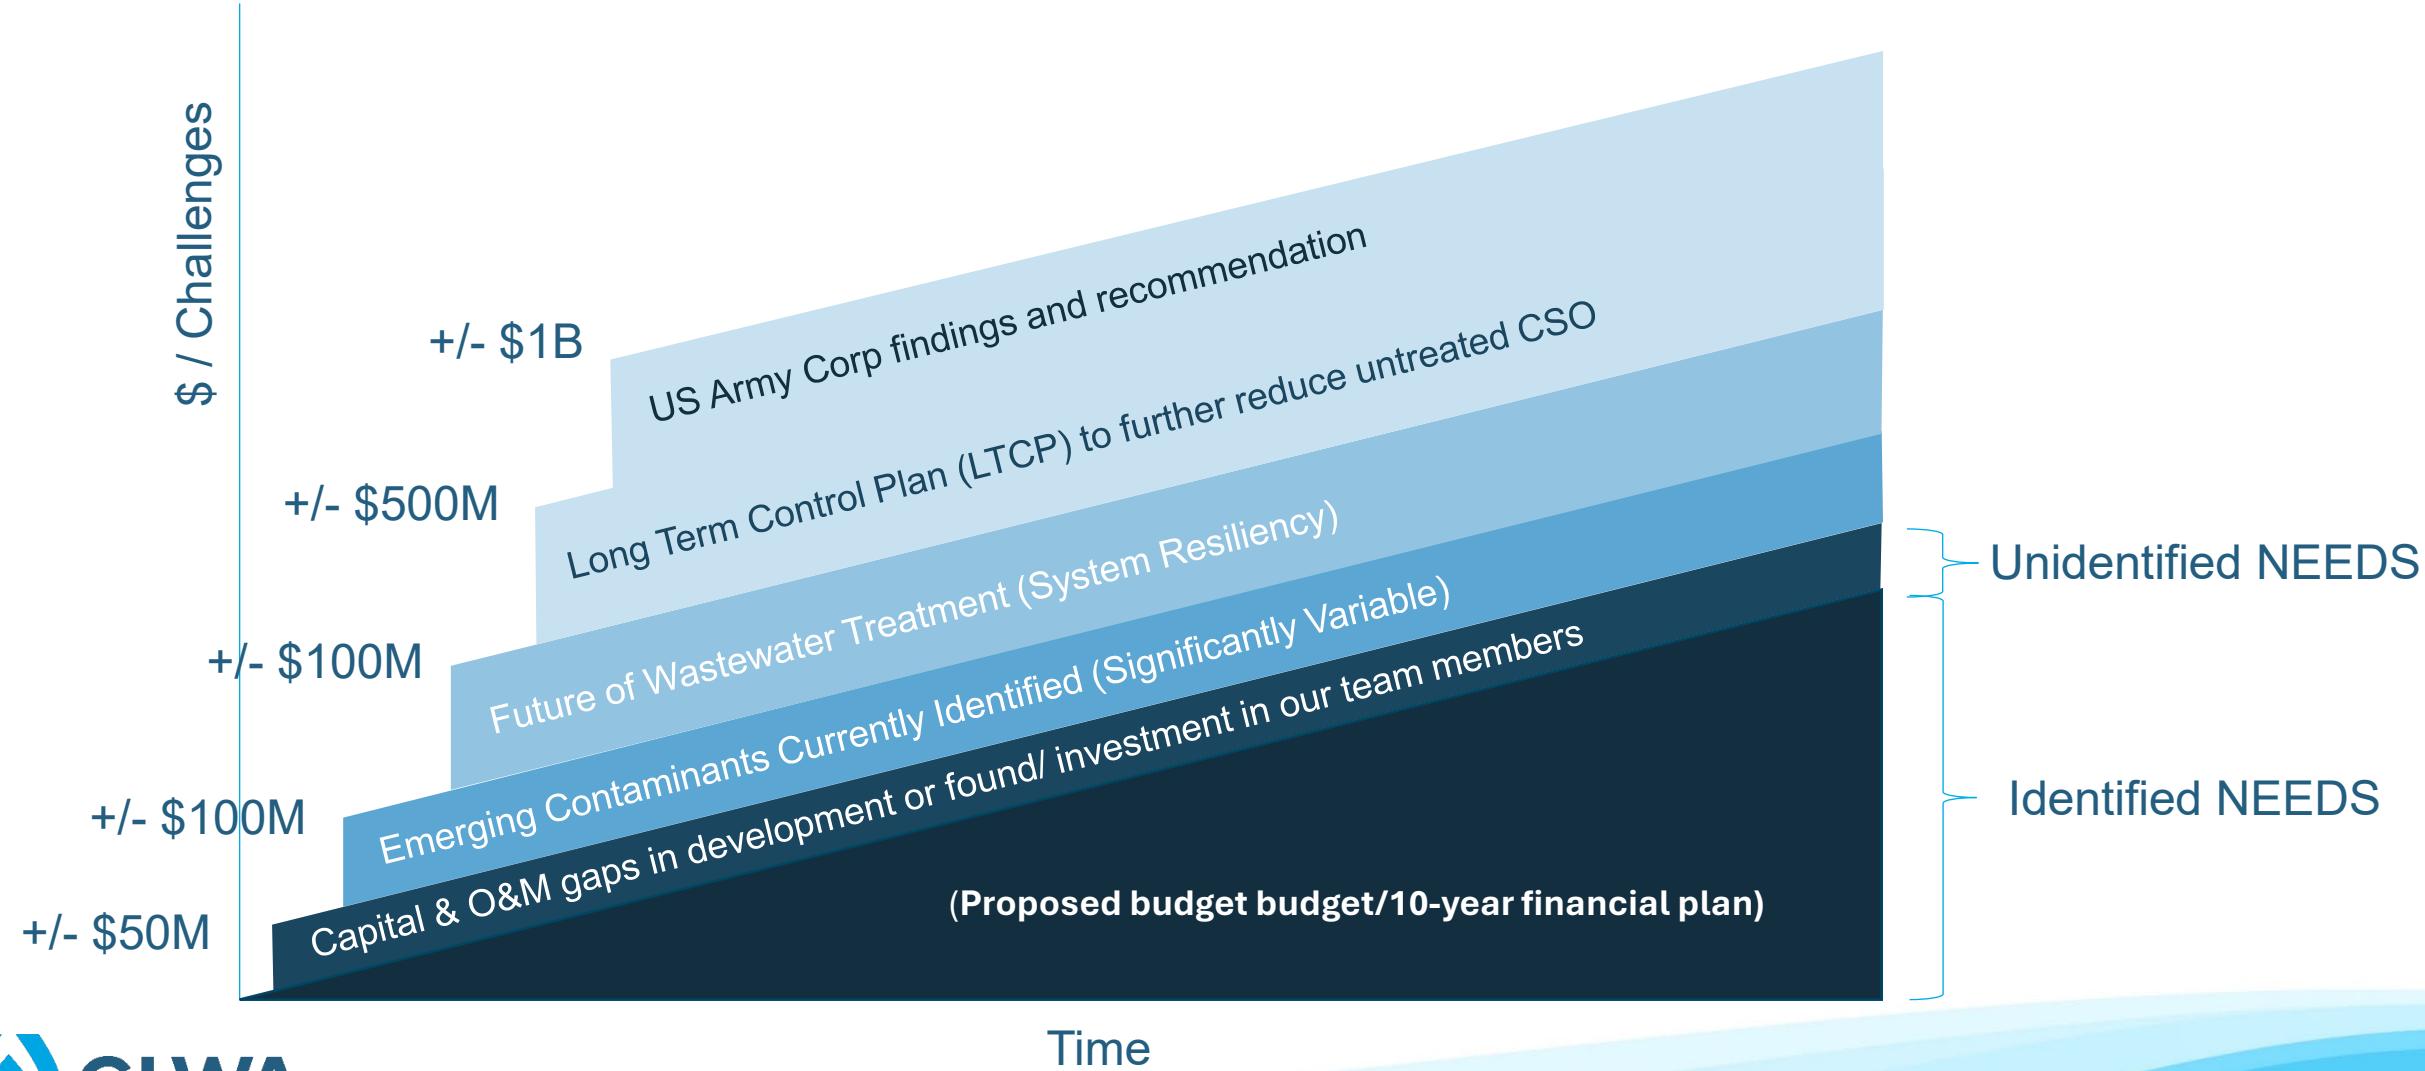 $ / Challenges
+/- $1B
US Army Corp findings and recommendation
+/- $500M
Long Term Control Plan (LTCP) to further reduce untreated CSO
+/- $100M
Future of Wastewater Treatment (System Resiliency)
+/- $100M
Emerging Contaminants Currently Identified (Significantly Variable)
+/- $50M
Capital & O&M gaps in development or found/ investment in our team members
(Proposed budget budget/10-year financial plan)
Unidentified NEEDS
Identified NEEDS
Time
GLWA